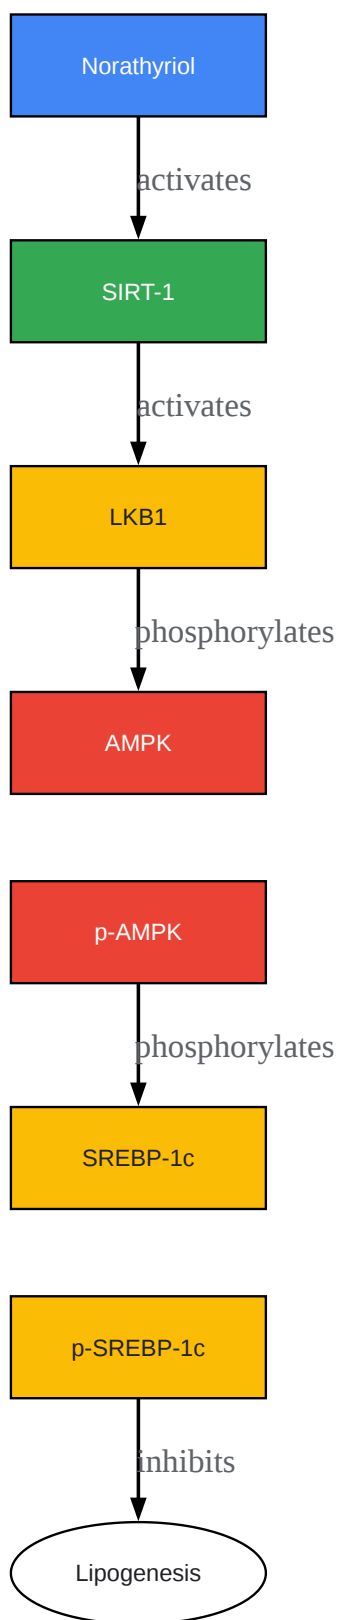 Norathyriol
activates
SIRT-1
activates
LKB1
phosphorylates
AMPK
p-AMPK
phosphorylates
SREBP-1c
p-SREBP-1c
inhibits
Lipogenesis